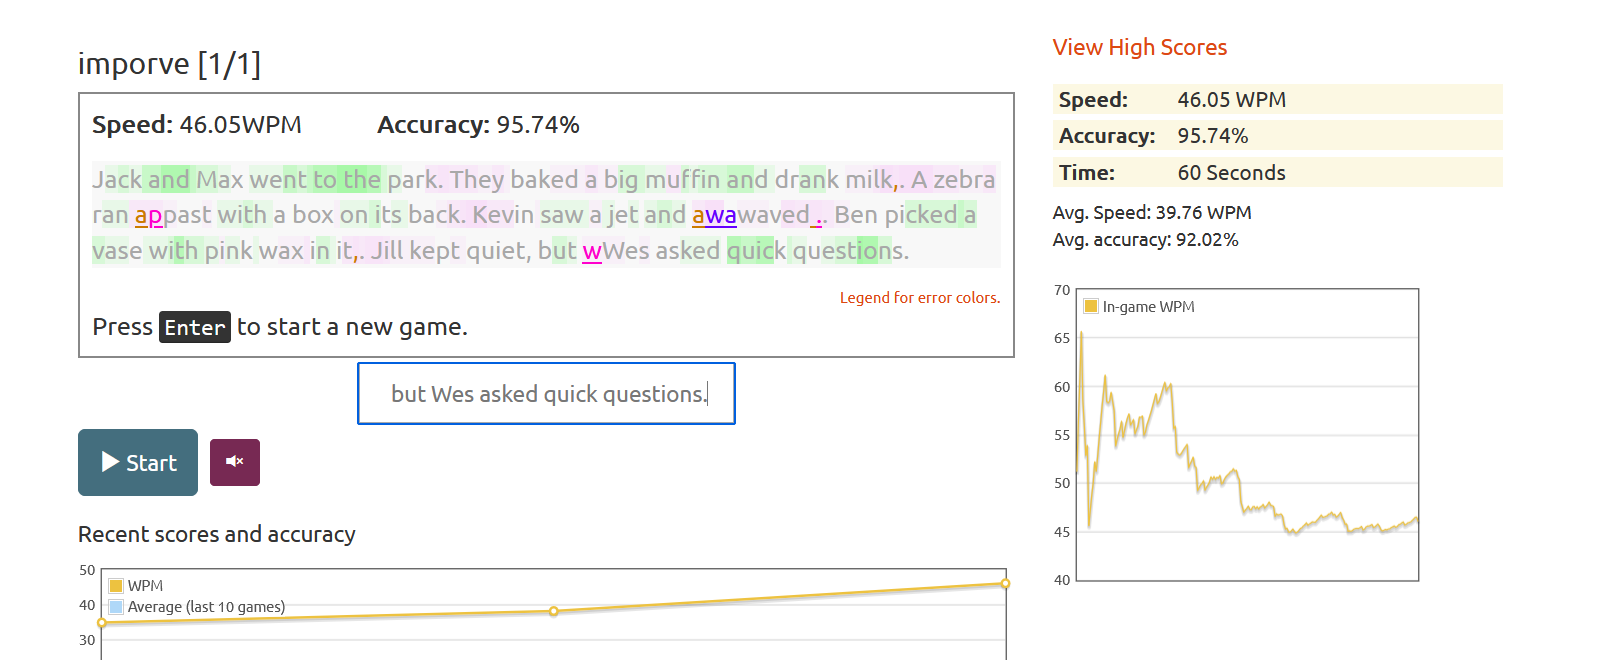 imporve [1/1]
Speed: 46.05WPM Accuracy: 95.74%
Jack and Max went to the park. They baked a big muffin and drank milk,. A zebra
ran appast with a box on its back. Kevin saw a jet and awawaved .. Ben picked a
vase with pink wax in it,. Jill kept quiet, but wWes asked quick questions.
Legend for error colors.
Press Enter to start a new game.
but Wes asked quick questions.
Start
Recent scores and accuracy
50
WPM
Average (last 10 games)
40
30
View High Scores
Speed: 46.05 WPM
Accuracy: 95.74%
Time: 60 Seconds
Avg. Speed: 39.76 WPM
Avg. accuracy: 92.02%
70
In-game WPM
65
60
55
50
45
40